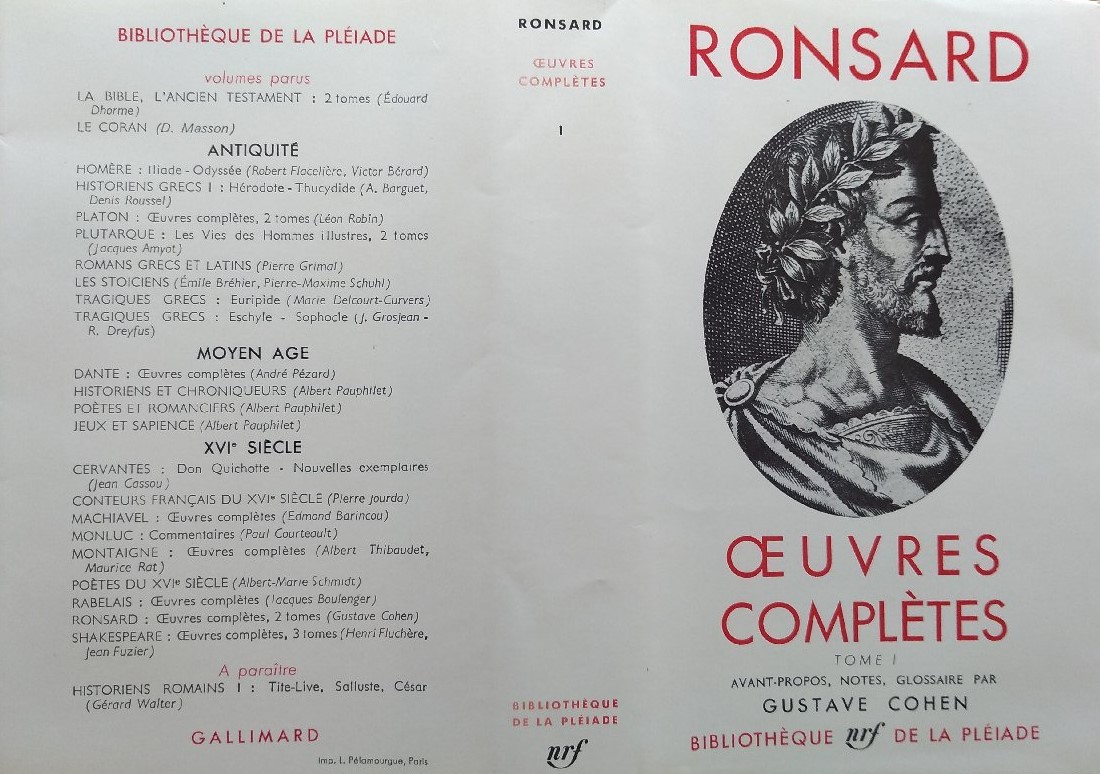 BIBLIOTHÈQUE DE LA PLÉIADE
volumes parus
LA BIBLE, L'ANCIEN TESTAMENT : 2 tomes (Édouard
Dhorme)
LE CORAN (D. Masson)
ANTIQUITÉ
HOMÈRE : Iliade - Odyssée (Robert Flacelière, Victor Bérard)
HISTORIENS GRECS I : Hérodote - Thucydide (A. Barguet,
Denis Roussel)
PLATON : Œuvres complètes, 2 tomes (Léon Robin)
PLUTARQUE : Les Vies des Hommes illustres, 2 tomes
(Jacques Amyot)
ROMANS GRECS ET LATINS (Pierre Grimal)
LES STOICIENS (Émile Bréhier, Pierre-Maxime Schuhl)
TRAGIQUES GRECS : Euripide (Marie Delcourt-Curvers)
TRAGIQUES GRECS : Eschyle - Sophocle (J. Grosjean -
R. Dreyfus)
MOYEN AGE
DANTE : Œuvres complètes (André Pézard)
HISTORIENS ET CHRONIQUEURS (Albert Pauphilet)
POÈTES ET ROMANCIERS (Albert Pauphilet)
JEUX ET SAPIENCE (Albert Pauphilet)
XVIe SIÈCLE
CERVANTES : Don Quichotte - Nouvelles exemplaires
(Jean Cassou)
CONTEURS FRANÇAIS DU XVIe SIÈCLE (Pierre Jourda)
MACHIAVEL : Œuvres complètes (Edmond Barincou)
MONLUC : Commentaires (Paul Courteault)
MONTAIGNE : Œuvres complètes (Albert Thibaudet,
Maurice Rat)
POÈTES DU XVIe SIÈCLE (Albert-Marie Schmidt)
RABELAIS : Œuvres complètes (Jacques Boulenger)
RONSARD : Œuvres complètes, 2 tomes (Gustave Cohen)
SHAKESPEARE : Œuvres complètes, 3 tomes (Henri Fluchère,
Jean Fuzier)
A paraître
HISTORIENS ROMAINS I : Tite-Live, Salluste, César
(Gérard Walter)
GALLIMARD
Imp. L. Pélamourgue, Paris
RONSARD
ŒUVRES
COMPLÈTES
I
BIBLIOTHÈQUE
DE LA PLÉIADE
nrf
RONSARD
ŒUVRES
COMPLÈTES
TOME I
AVANT-PROPOS, NOTES, GLOSSAIRE PAR
GUSTAVE COHEN
BIBLIOTHÈQUE nrf DE LA PLÉIADE